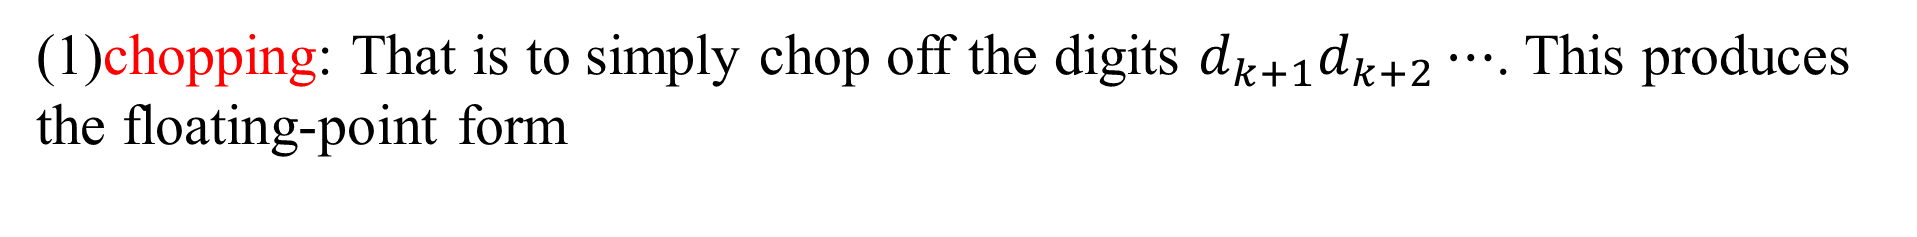 (1)chopping: That is to simply chop off the digits $d_{k+1}d_{k+2}\cdots$. This produces
the floating-point form